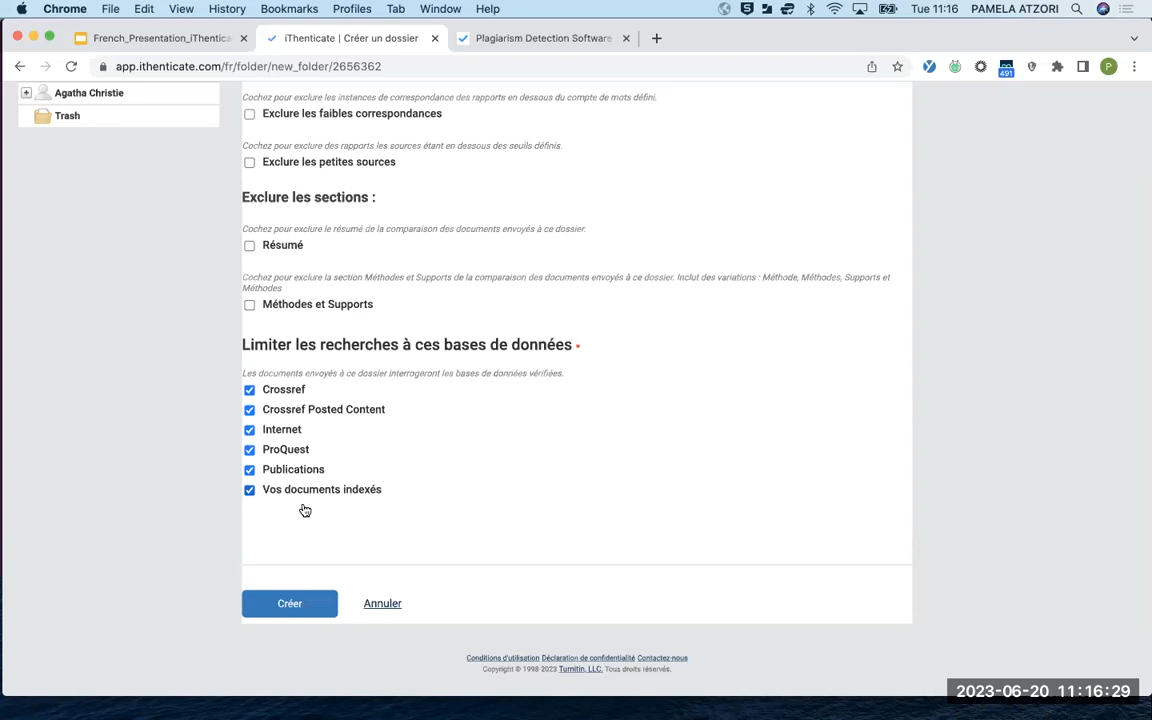 Chrome File Edit View History Bookmarks Profiles Tab Window Help Tue 11:16 PAMELA ATZORI
French_Presentation_iThentica iThenticate | Créer un dossier Plagiarism Detection Software
app.ithenticate.com/fr/folder/new_folder/2656362 491 P
Agatha Christie
Trash
Cochez pour exclure les instances de correspondance des rapports en dessous du compte de mots défini.
Exclure les faibles correspondances
Cochez pour exclure des rapports les sources étant en dessous des seuils définis.
Exclure les petites sources
Exclure les sections :
Cochez pour exclure le résumé de la comparaison des documents envoyés à ce dossier.
Résumé
Cochez pour exclure la section Méthodes et Supports de la comparaison des documents envoyés à ce dossier. Inclut des variations : Méthode, Méthodes, Supports et
Méthodes
Méthodes et Supports
Limiter les recherches à ces bases de données *
Les documents envoyés à ce dossier interrogeront les bases de données vérifiées.
Crossref
Crossref Posted Content
Internet
ProQuest
Publications
Vos documents indexés
Créer Annuler
Conditions d'utilisation Déclaration de confidentialité Contactez-nous
Copyright © 1998-2023 Turnitin, LLC. Tous droits réservés.
2023-06-20 11:16:29